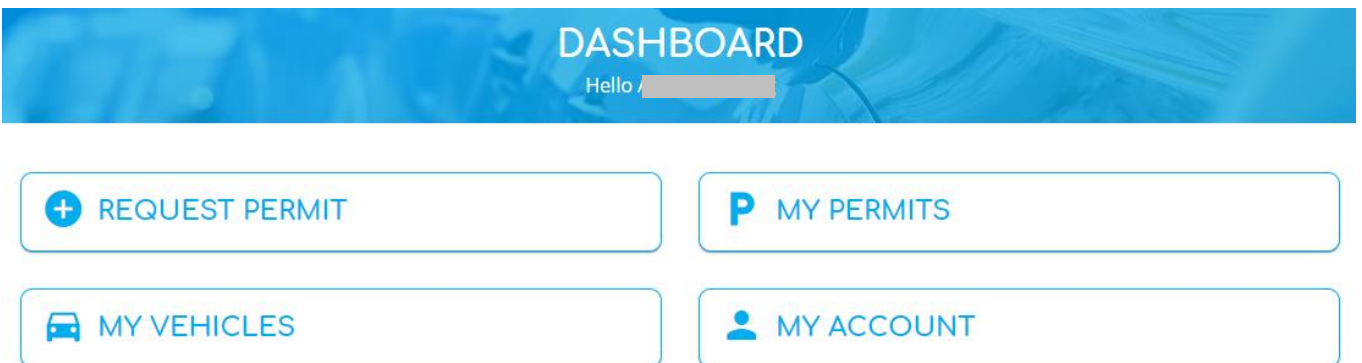 DASHBOARD
Hello
REQUEST PERMIT
P MY PERMITS
MY VEHICLES
MY ACCOUNT